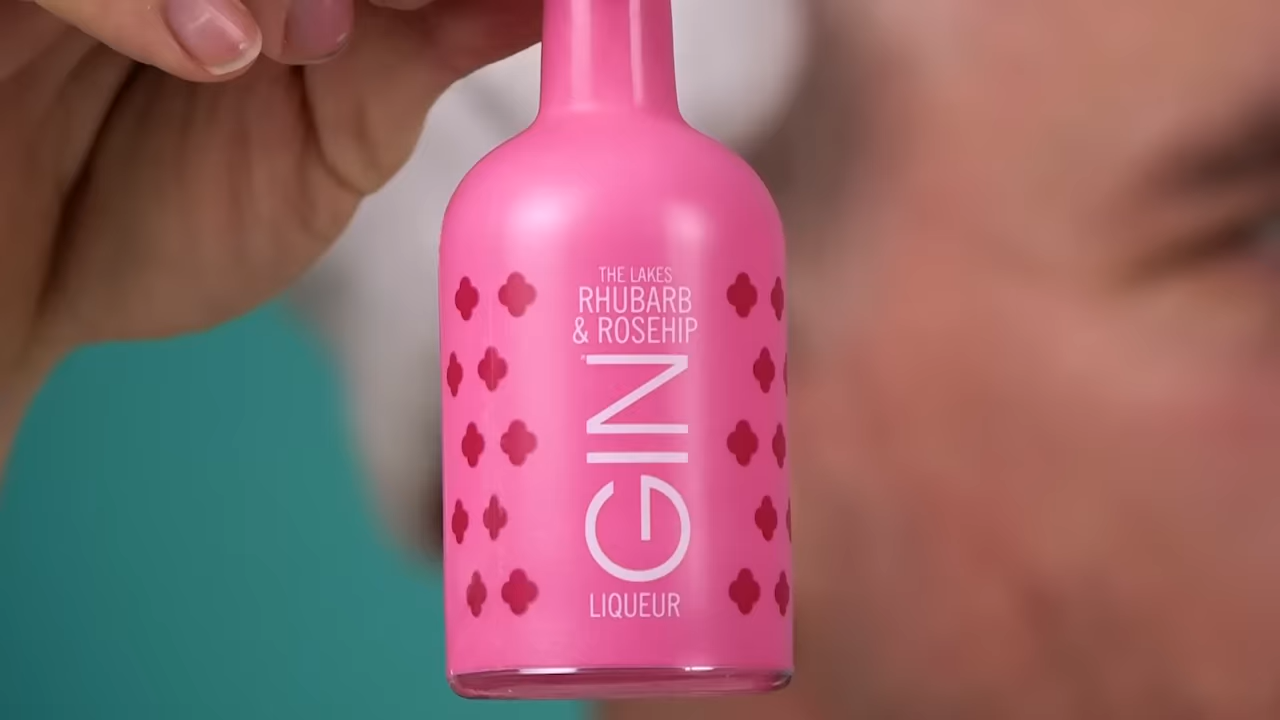 THE LAKES
RHUBARB
& ROSEHIP
GIN
LIQUEUR